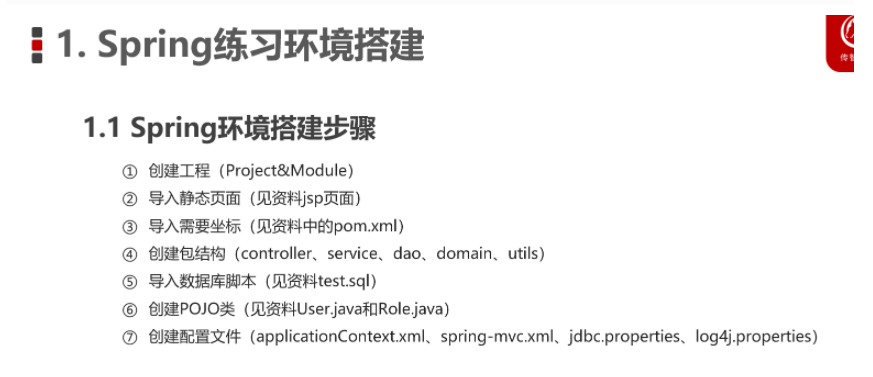 1. Spring练习环境搭建
传智
1.1 Spring环境搭建步骤
① 创建工程（Project&Module）
② 导入静态页面（见资料jsp页面）
③ 导入需要坐标（见资料中的pom.xml）
④ 创建包结构（controller、service、dao、domain、utils）
⑤ 导入数据库脚本（见资料test.sql）
⑥ 创建POJO类（见资料User.java和Role.java）
⑦ 创建配置文件（applicationContext.xml、spring-mvc.xml、jdbc.properties、log4j.properties）